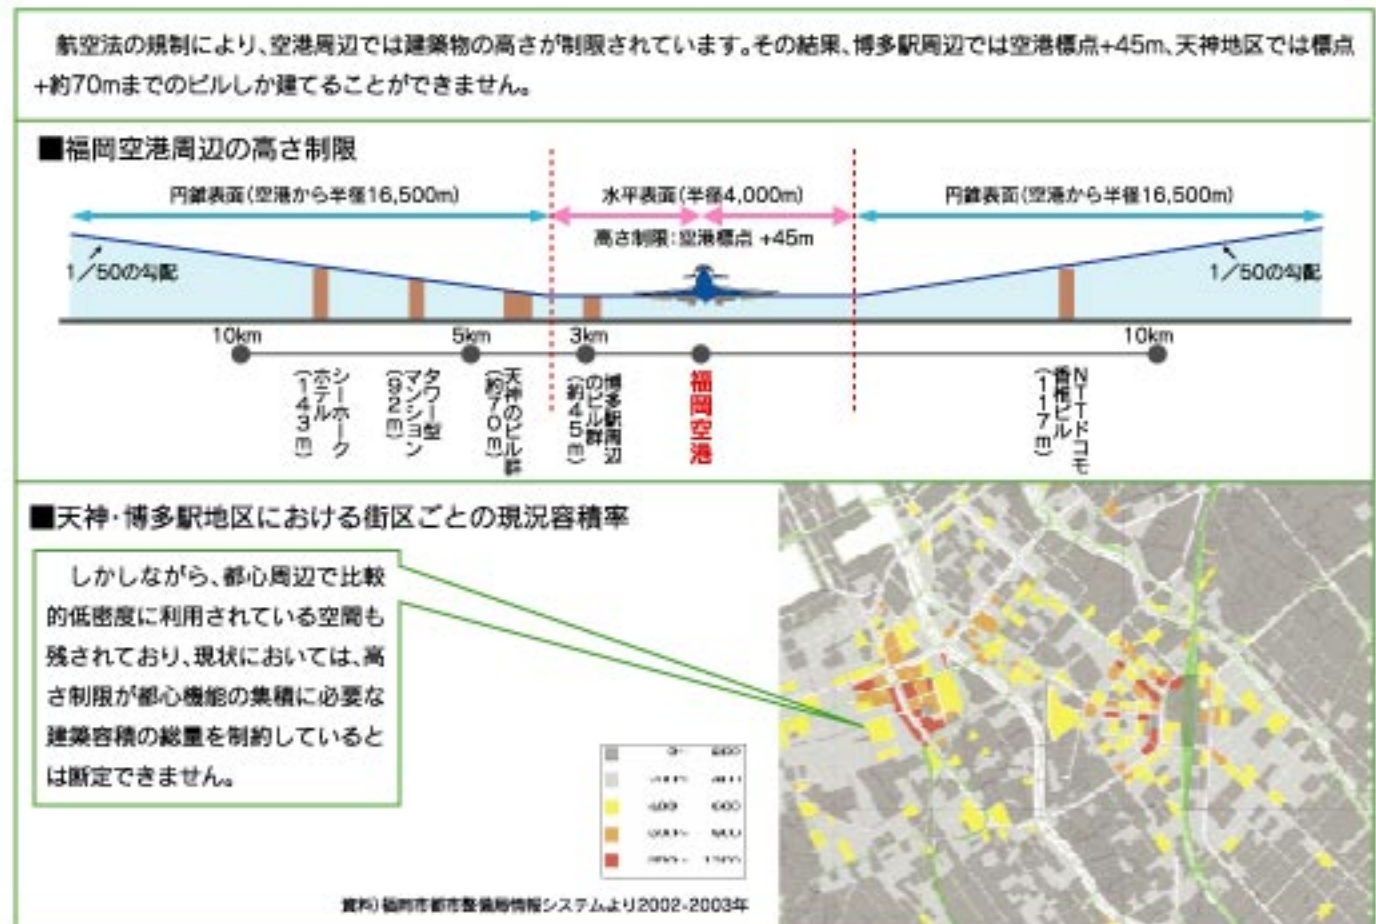 航空法の規制により、空港周辺では建築物の高さが制限されています。その結果、博多駅周辺では空港標点+45m、天神地区では標点
+約70mまでのビルしか建てることができません。
■福岡空港周辺の高さ制限
円錐表面(空港から半径16,500m)
水平表面(半径4,000m)
円錐表面(空港から半径16,500m)
高さ制限:空港標点 +45m
1/50の勾配
1/50の勾配
10km
5km
3km
10km
シーホーク
ホテル
(143m)
タワー型
マンション
(92m)
天神のビル群
(約70m)
博多駅周辺
のビル群
(約45m)
福岡空港
NTTドコモ
香椎ビル
(117m)
■天神・博多駅地区における街区ごとの現況容積率
しかしながら、都心周辺で比較
的低密度に利用されている空間も
残されており、現状においては、高
さ制限が都心機能の集積に必要な
建築容積の総量を制約していると
は断定できません。
資料)福岡市都市整備局情報システムより2002-2003年